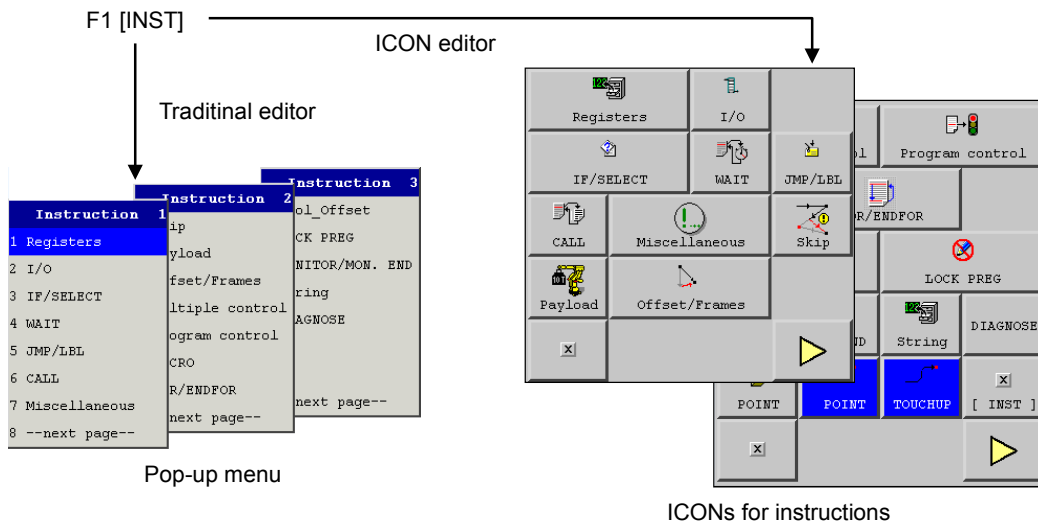 F1 [INST]
ICON editor
Traditinal editor
Instruction 1
1 Registers
2 I/O
3 IF/SELECT
4 WAIT
5 JMP/LBL
6 CALL
7 Miscellaneous
8 --next page--
Instruction 2
ip
yload
fset/Frames
ltiple control
ogram control
CRO
R/ENDFOR
next page--
Instruction 3
ol_Offset
CK PREG
NITOR/MON. END
ring
AGNOSE
next page--
Pop-up menu
Registers
I/O
IF/SELECT
WAIT
JMP/LBL
CALL
Miscellaneous
Skip
Payload
Offset/Frames
x
ol
Program control
OR/ENDFOR
LOCK PREG
ND
String
DIAGNOSE
POINT
POINT
TOUCHUP
x
[ INST ]
x
ICONs for instructions